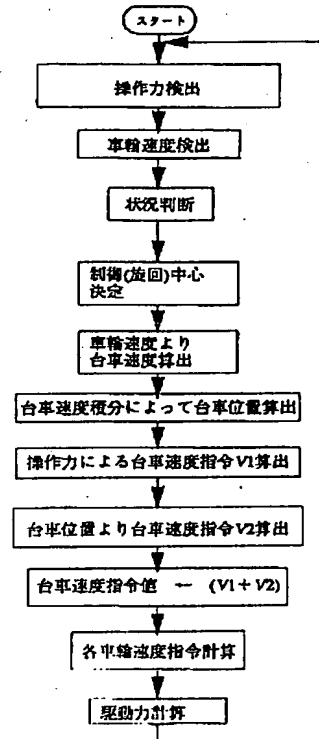 スタート
操作力検出
車輪速度検出
状況判断
制御(旋回)中心
決定
車輪速度より
台車速度算出
台車速度積分によって台車位置算出
操作力による台車速度指令V1算出
台車位置より台車速度指令V2算出
台車速度指令値 ← (V1+V2)
各車輪速度指令計算
駆動力計算